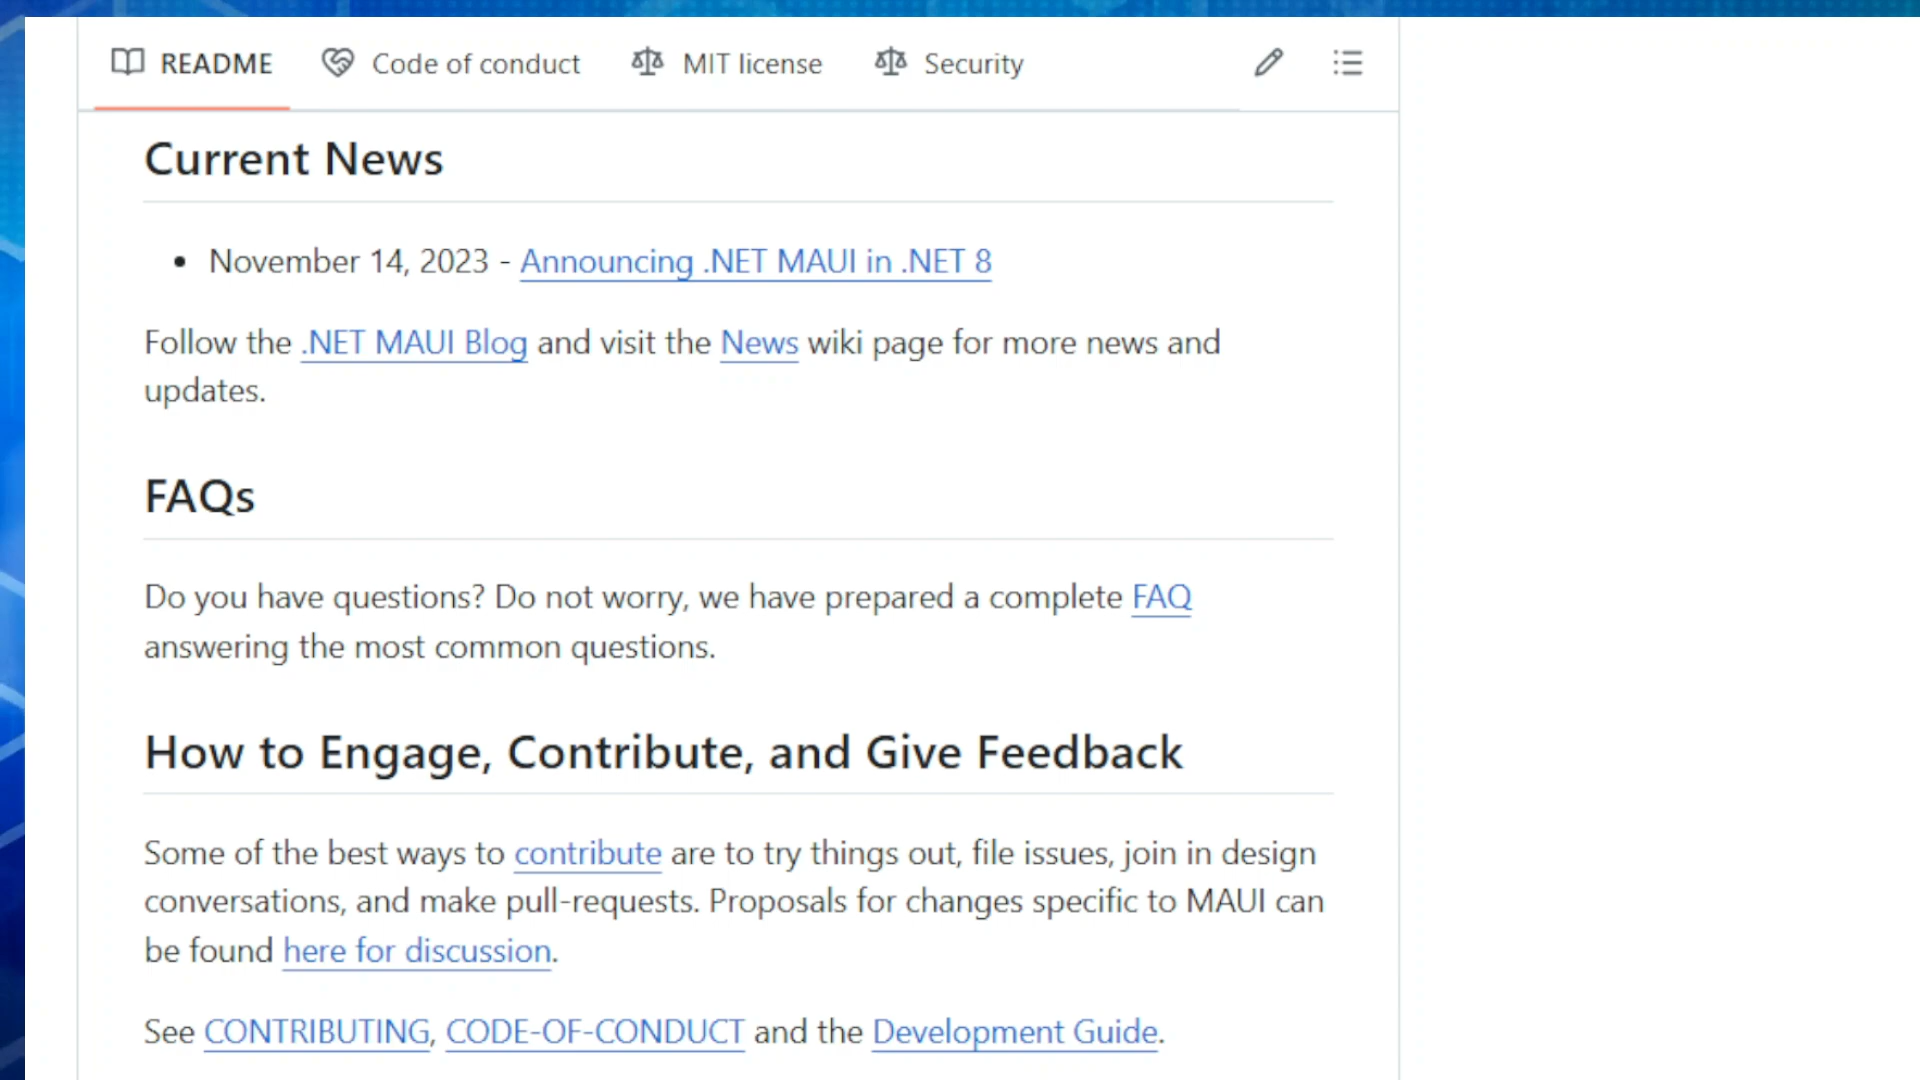 README Code of conduct MIT license Security
Current News
• November 14, 2023 - Announcing .NET MAUI in .NET 8
Follow the .NET MAUI Blog and visit the News wiki page for more news and
updates.
FAQs
Do you have questions? Do not worry, we have prepared a complete FAQ
answering the most common questions.
How to Engage, Contribute, and Give Feedback
Some of the best ways to contribute are to try things out, file issues, join in design
conversations, and make pull-requests. Proposals for changes specific to MAUI can
be found here for discussion.
See CONTRIBUTING, CODE-OF-CONDUCT and the Development Guide.